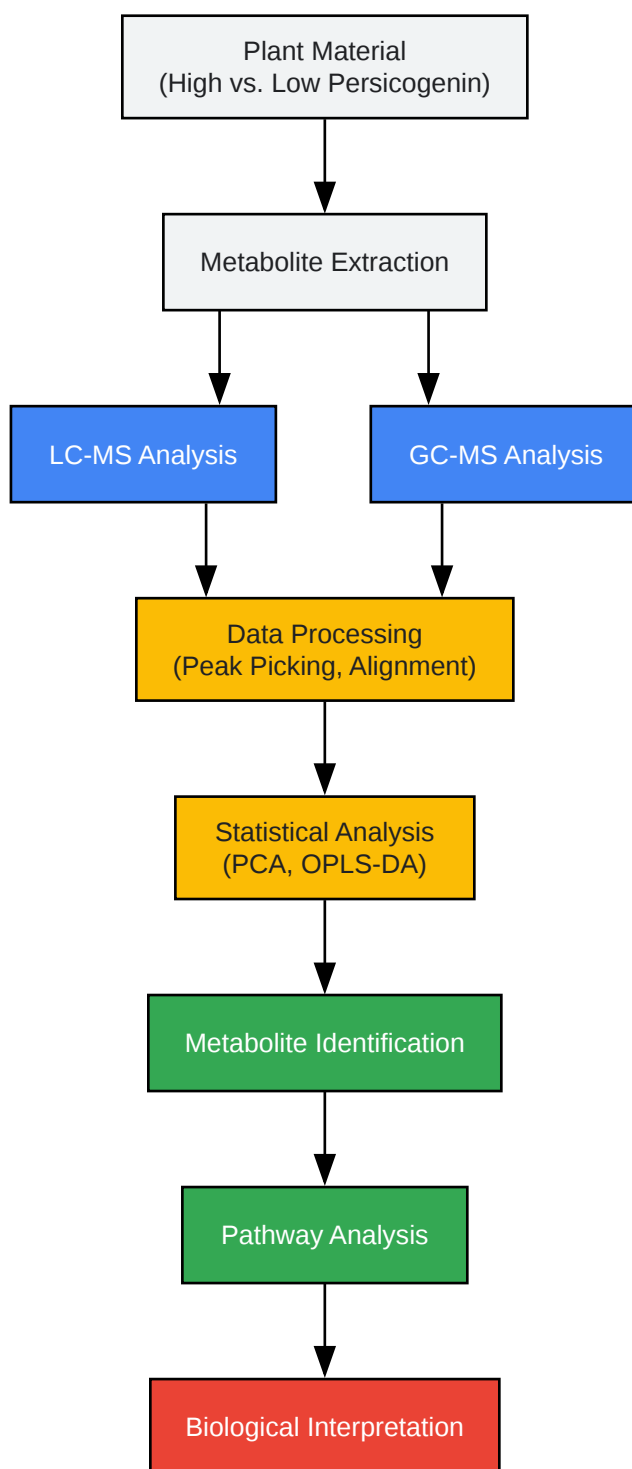 Plant Material
(High vs. Low Persicogenin)
Metabolite Extraction
LC-MS Analysis
GC-MS Analysis
Data Processing
(Peak Picking, Alignment)
Statistical Analysis
(PCA, OPLS-DA)
Metabolite Identification
Pathway Analysis
Biological Interpretation